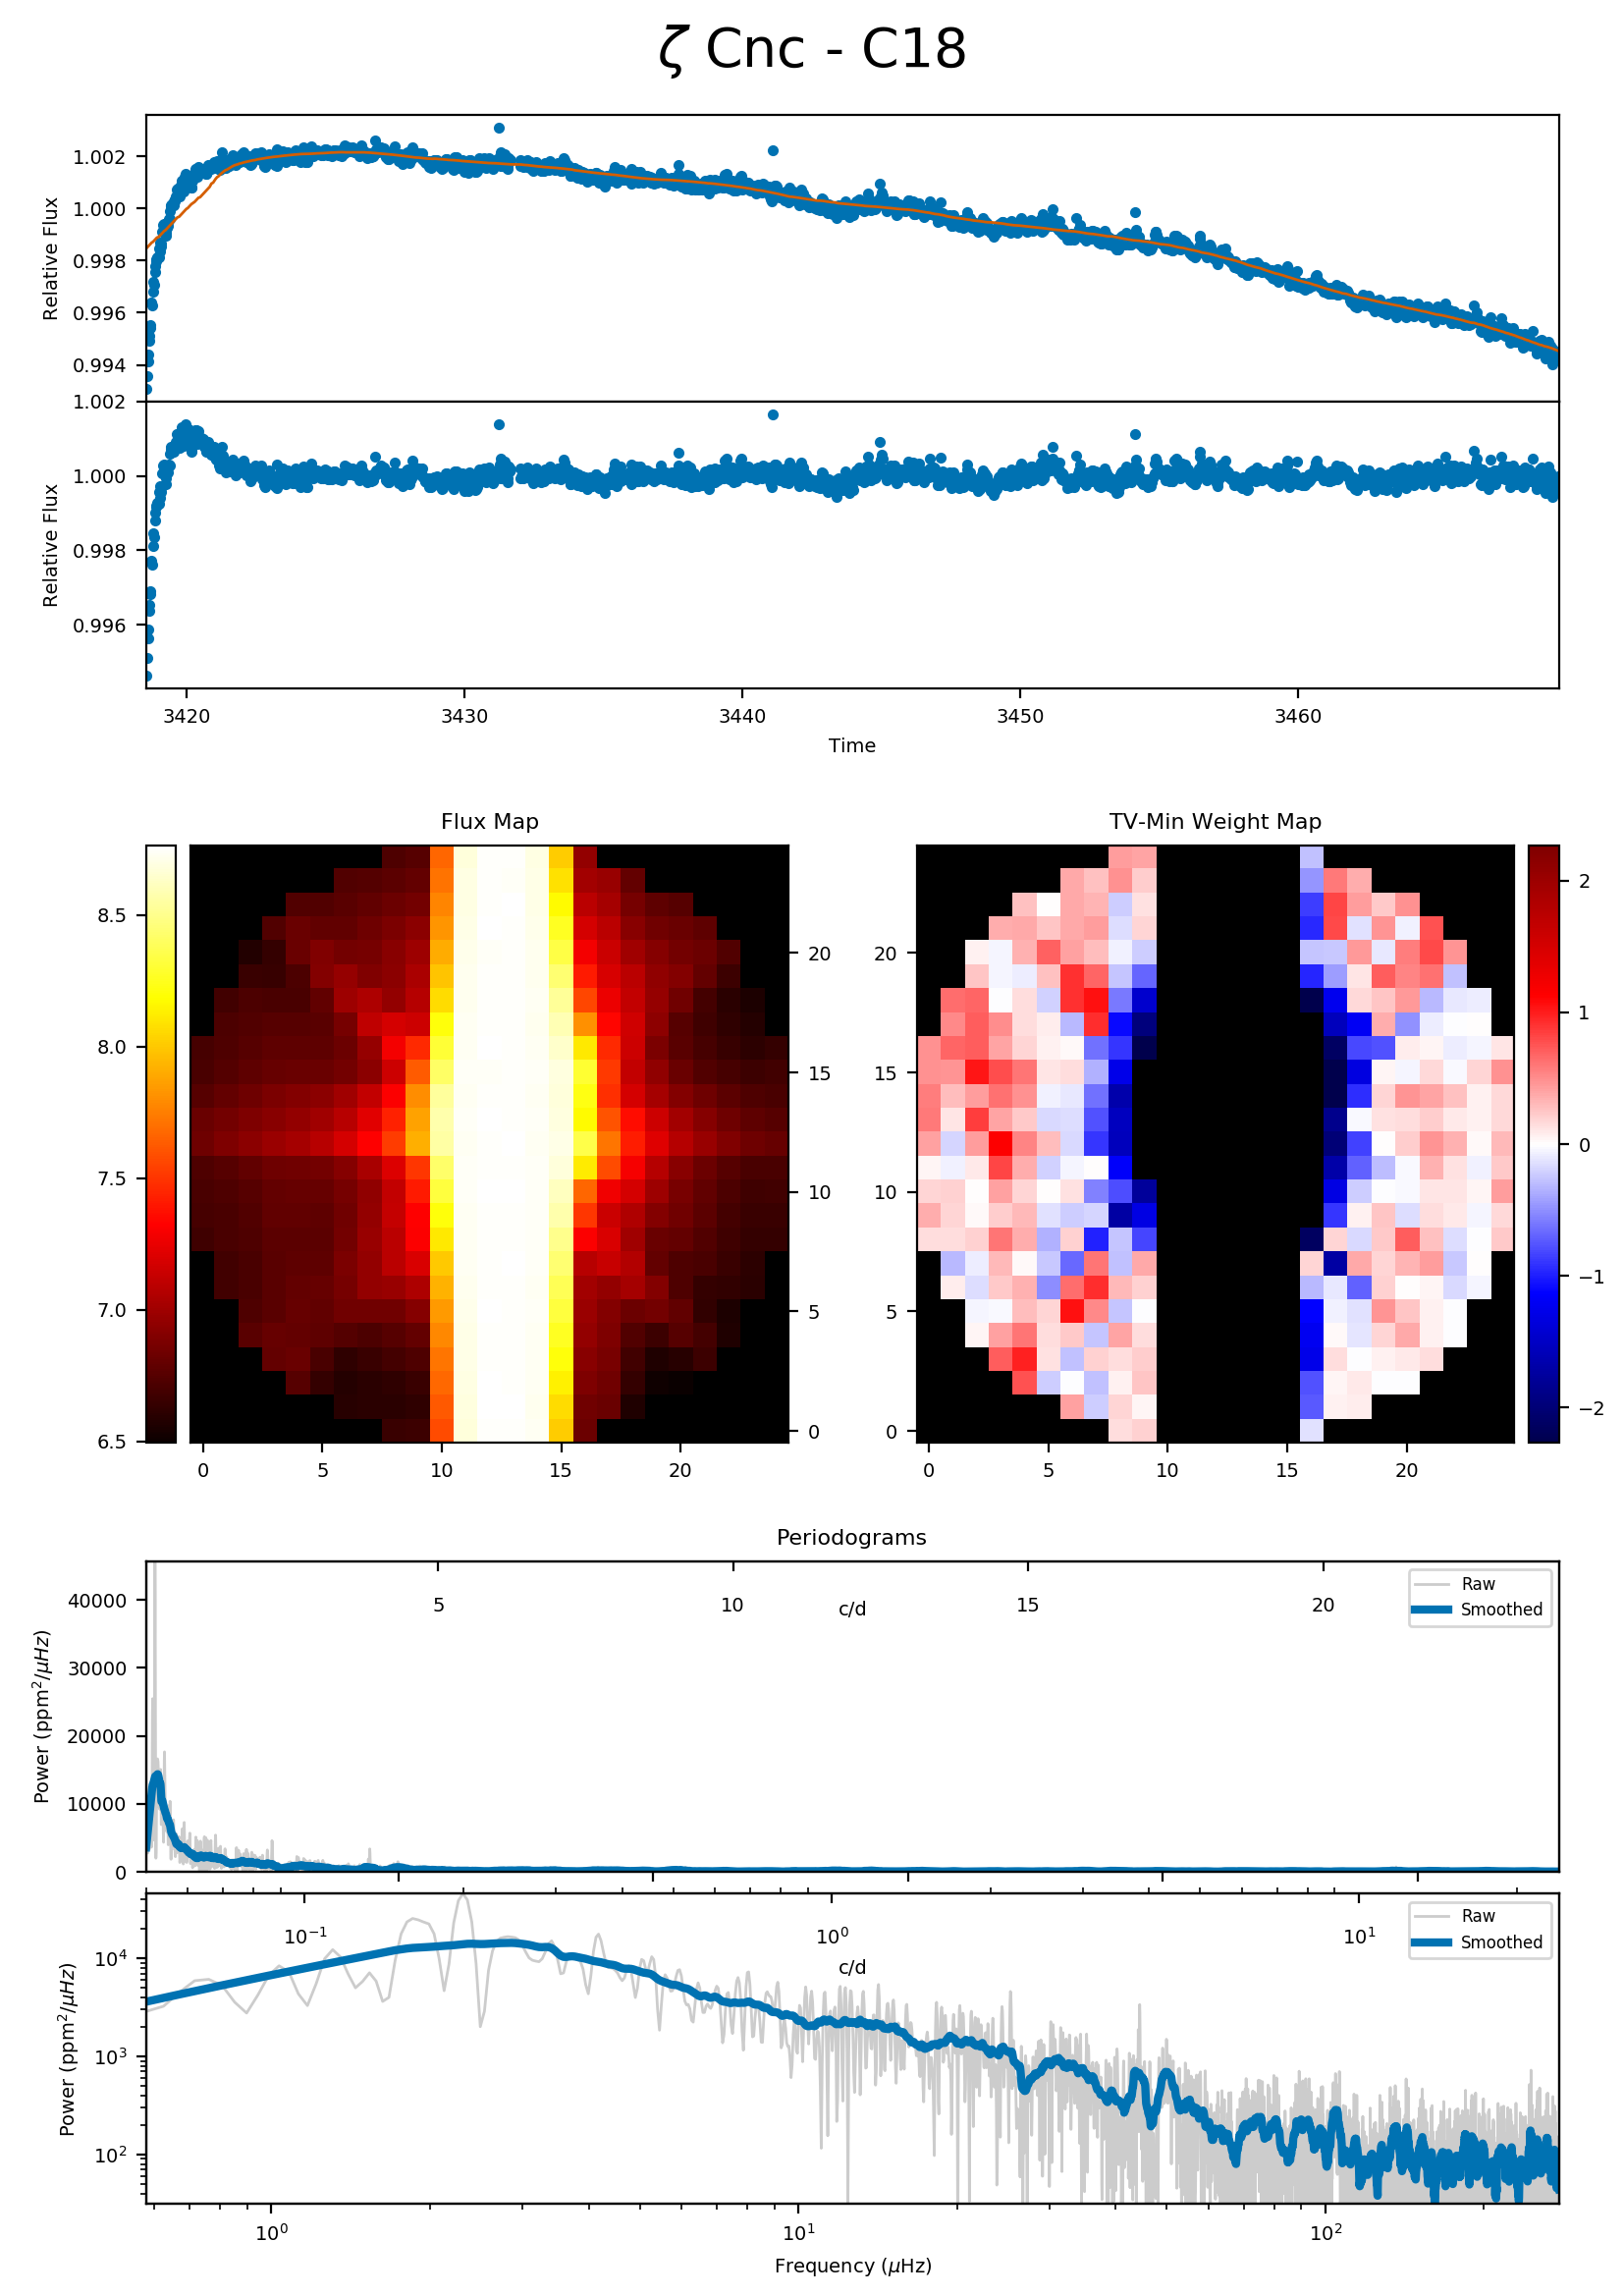 ζ Cnc - C18
1.002
1.000
0.998
0.996
0.994
Relative Flux
1.002
1.000
0.998
0.996
Relative Flux
3420 3430 3440 3450 3460
Time
Flux Map
8.5
8.0
7.5
7.0
6.5
20
15
10
5
0
0 5 10 15 20
TV-Min Weight Map
20
15
10
5
0
0 5 10 15 20
2
1
0
−1
−2
Periodograms
40000
30000
20000
10000
0
Power (ppm²/μHz)
5 10 15 20
c/d
Raw
Smoothed
10⁴
10³
10²
Power (ppm²/μHz)
10⁻¹ 10⁰ 10¹
c/d
Raw
Smoothed
10⁰ 10¹ 10²
Frequency (μHz)